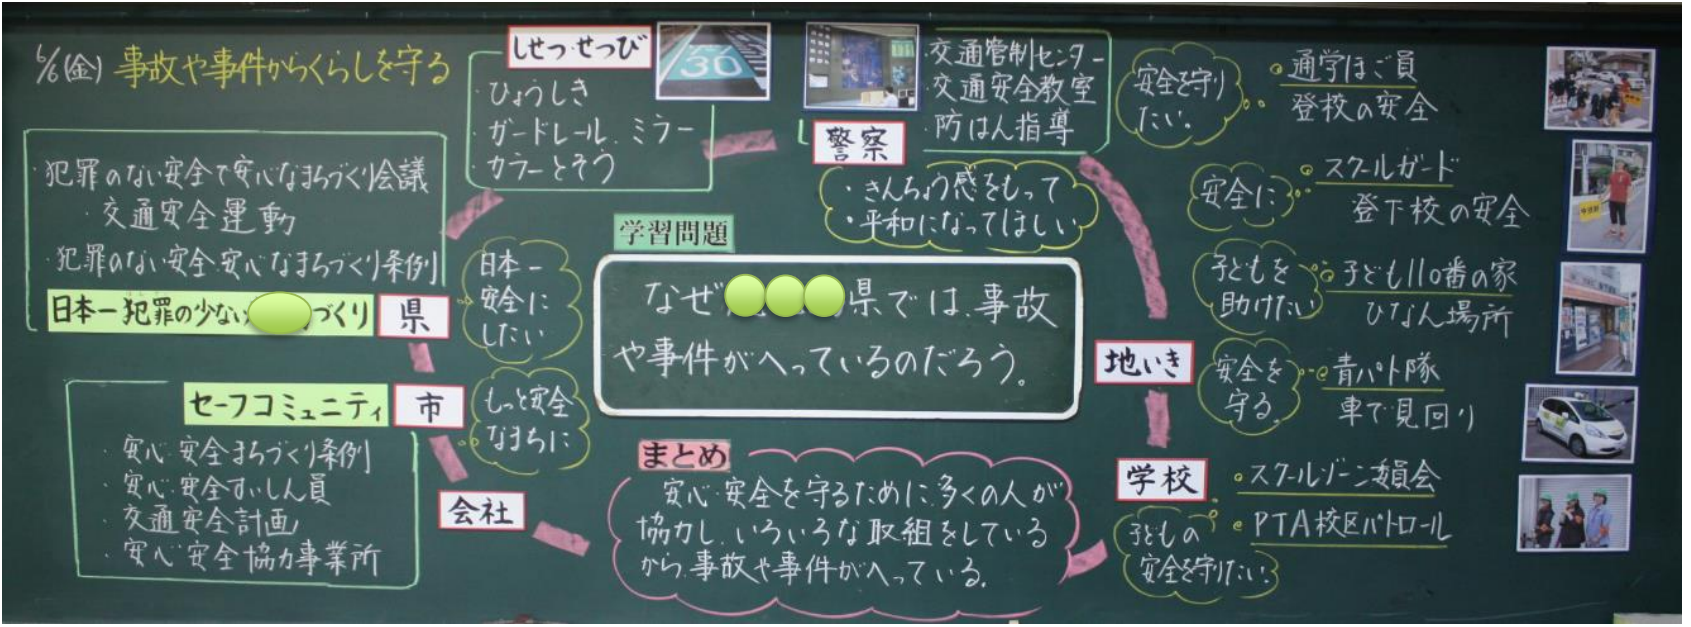 6/6(金) 事故や事件からくらしを守る
しせつ・せつび
・ひょうしき
・ガードレール、ミラー
・カラーとそう
30
・交通管制センター
・交通安全教室
・防はん指導
警察
・きんちょう感をもって
・平和になってほしい
安全を守り
たい。
通学ほご員
登校の安全
安全に
スクールガード
登下校の安全
子どもを
助けたい
子ども110番の家
ひなん場所
地いき
安全を
守る。
青パト隊
車で見回り
学校
・スクールゾーン委員会
PTA校区パトロール
子どもの
安全を守りたい。
学習問題
なぜ
県では、事故
や事件がへっているのだろう。
・犯罪のない安全で安心なまちづくり会議
・交通安全運動
・犯罪のない安全・安心なまちづくり条例
日本一犯罪の少ない
づくり
県
日本一
安全に
したい
セーフコミュニティ
市
もっと安全
なまちに
・安心・安全まちづくり条例
・安心・安全すいしん員
・交通安全計画
・安心・安全協力事業所
会社
まとめ
安心・安全を守るために、多くの人が
協力し、いろいろな取組をしている
から、事故や事件がへっている。